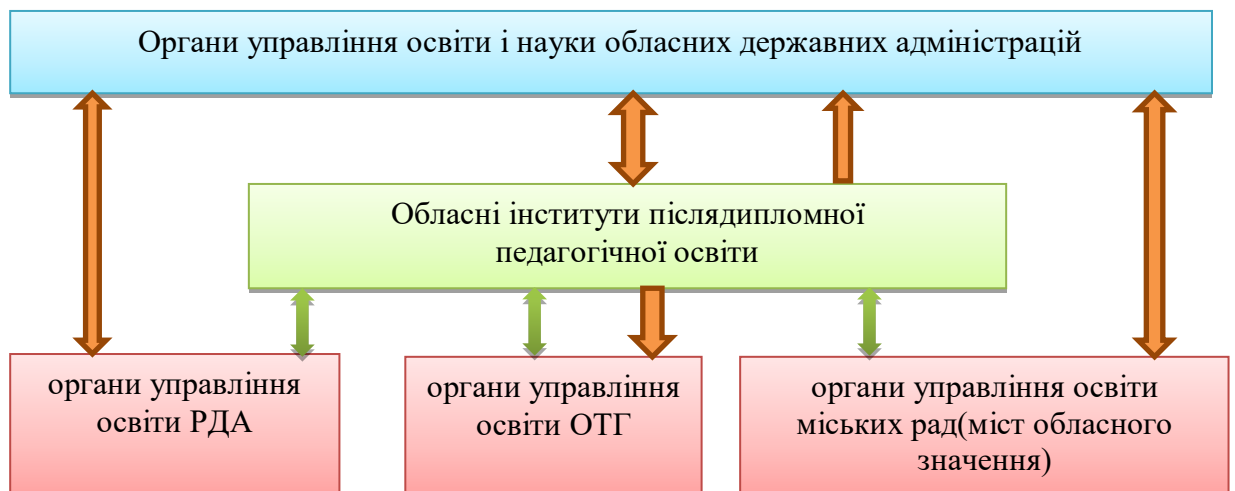 Органи управління освіти і науки обласних державних адміністрацій
Обласні інститути післядипломної
педагогічної освіти
органи управління
освіти РДА
органи управління
освіти ОТГ
органи управління освіти
міських рад(міст обласного
значення)